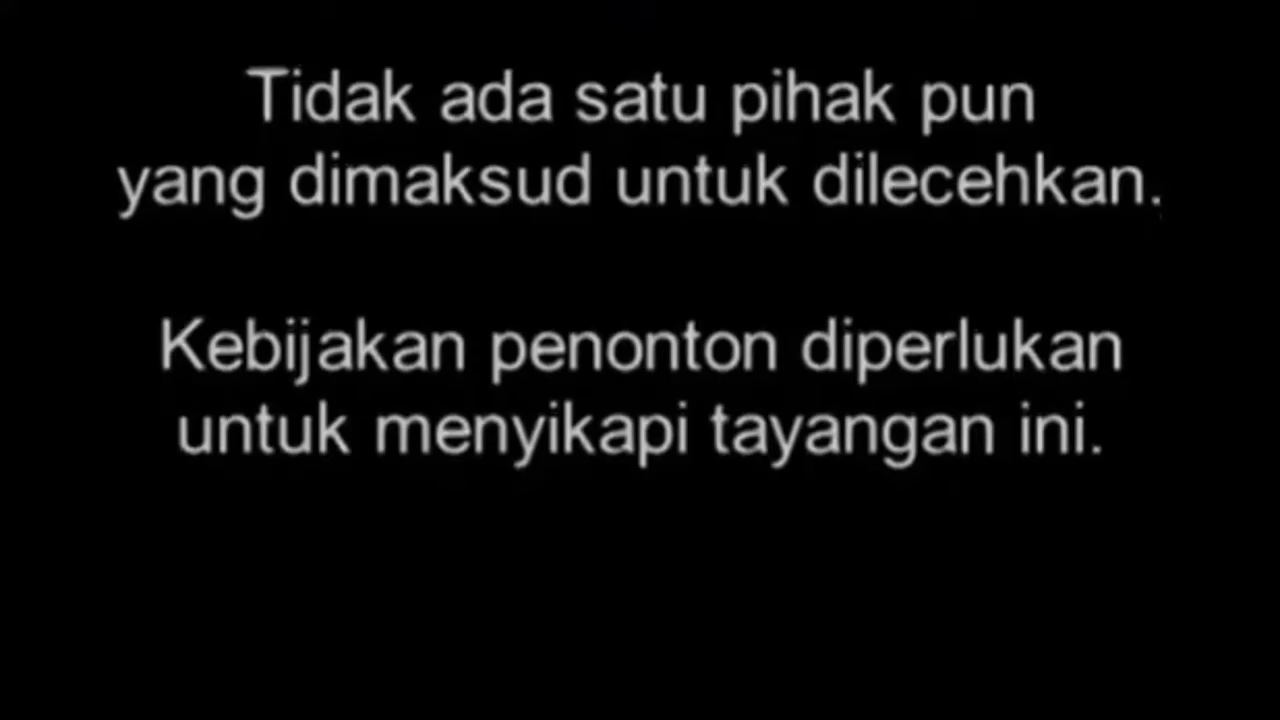 Tidak ada satu pihak pun
yang dimaksud untuk dilecehkan.
Kebijakan penonton diperlukan
untuk menyikapi tayangan ini.